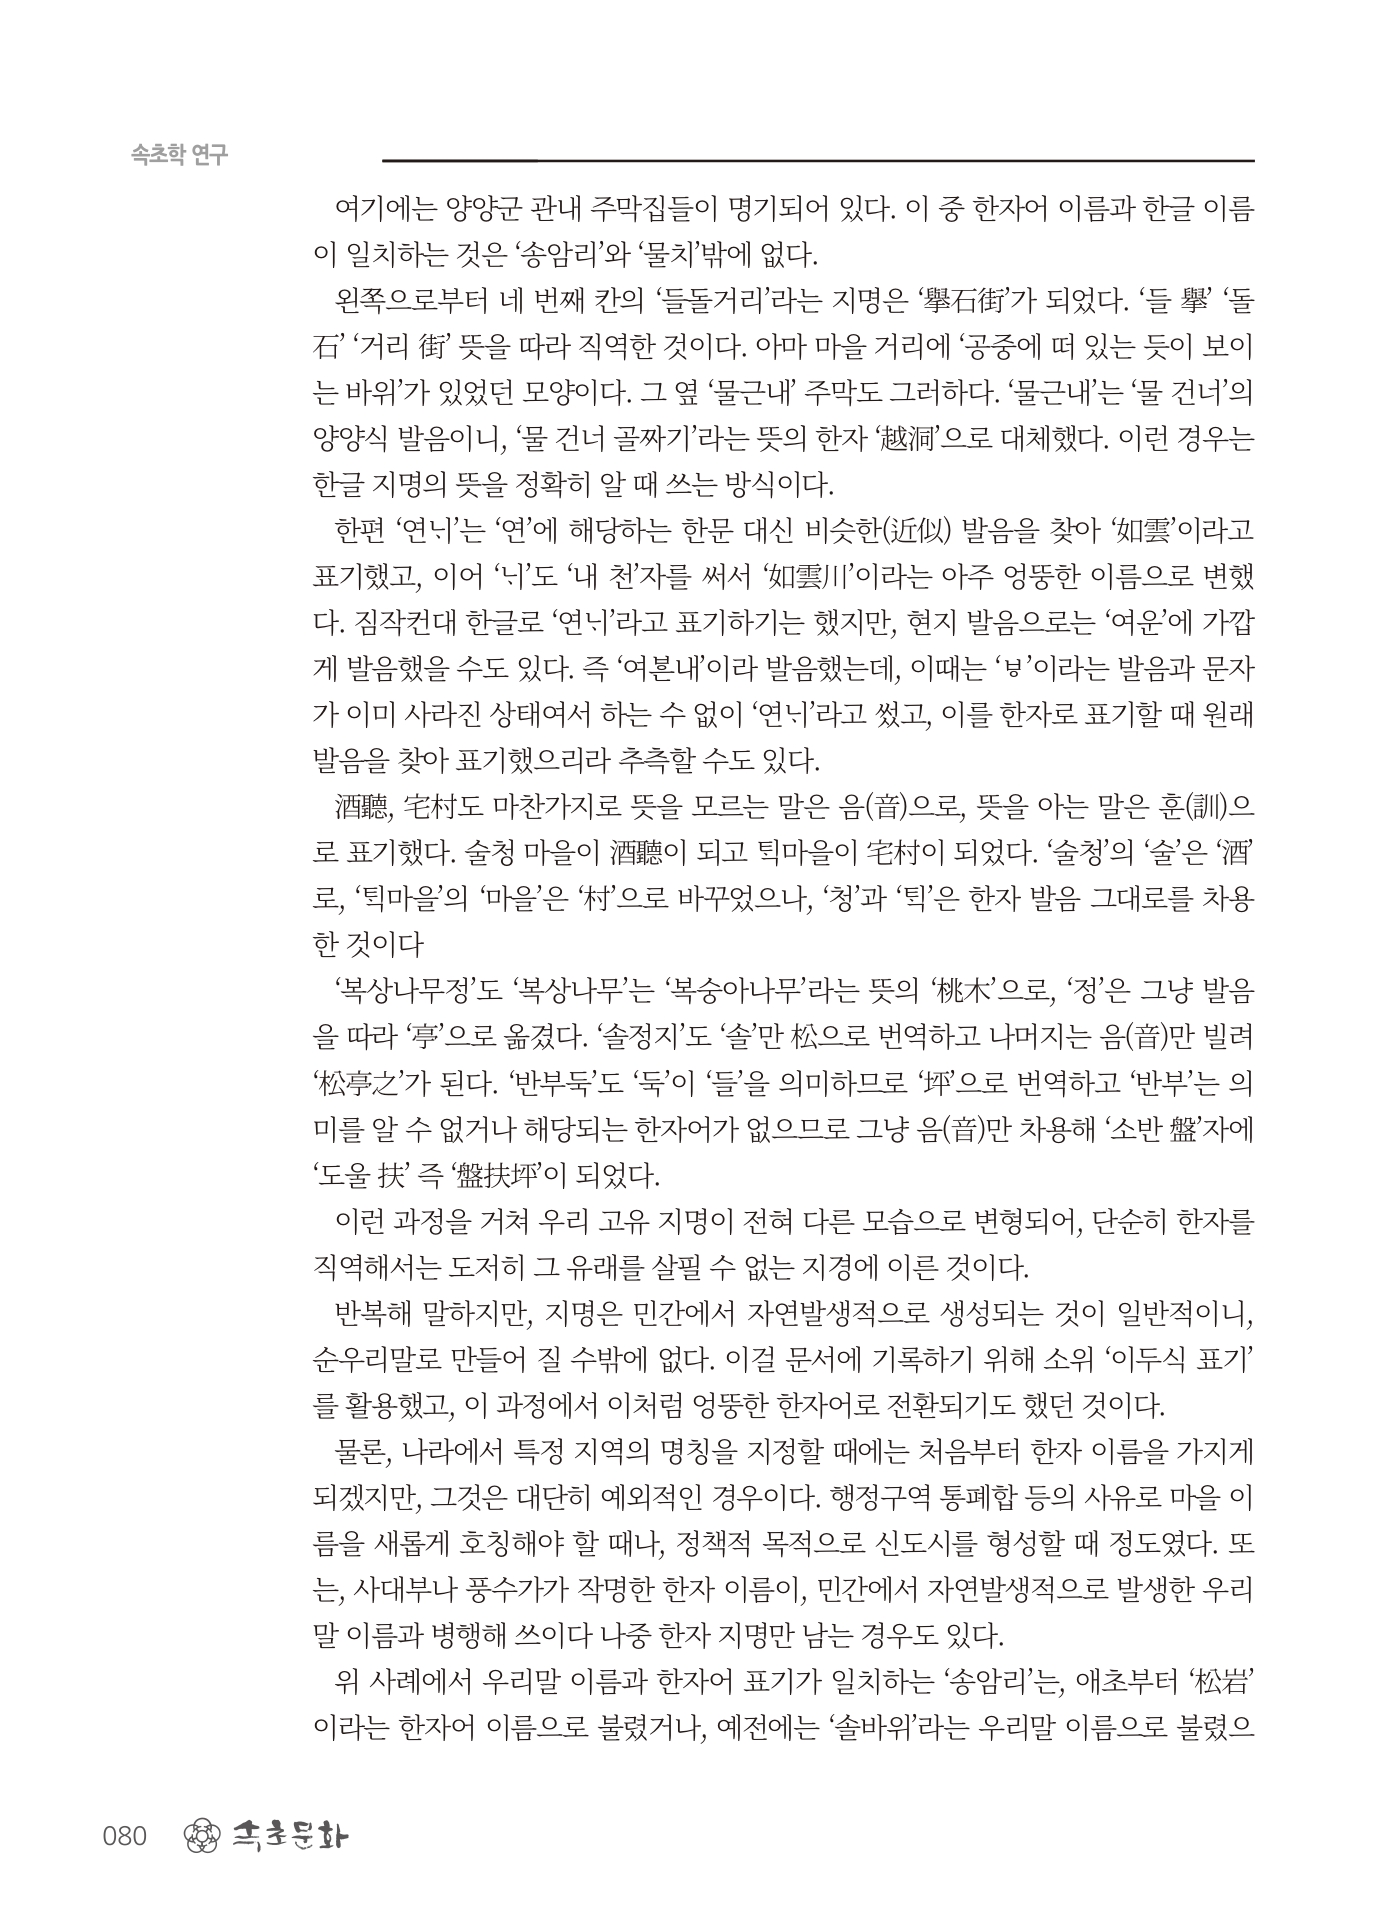 속초학 연구
여기에는 양양군 관내 주막집들이 명기되어 있다. 이 중 한자어 이름과 한글 이름
이 일치하는 것은 ‘송암리’와 ‘물치’밖에 없다.
왼쪽으로부터 네 번째 칸의 ‘들돌거리’라는 지명은 ‘擧石街’가 되었다. ‘들 擧’ ‘돌
石’ ‘거리 街’ 뜻을 따라 직역한 것이다. 아마 마을 거리에 ‘공중에 떠 있는 듯이 보이
는 바위’가 있었던 모양이다. 그 옆 ‘물근내’ 주막도 그러하다. ‘물근내’는 ‘물 건너’의
양양식 발음이니, ‘물 건너 골짜기’라는 뜻의 한자 ‘越洞’으로 대체했다. 이런 경우는
한글 지명의 뜻을 정확히 알 때 쓰는 방식이다.
한편 ‘연ᄂᆡ’는 ‘연’에 해당하는 한문 대신 비슷한(近似) 발음을 찾아 ‘如雲’이라고
표기했고, 이어 ‘ᄂᆡ’도 ‘내 천’자를 써서 ‘如雲川’이라는 아주 엉뚱한 이름으로 변했
다. 짐작컨대 한글로 ‘연ᄂᆡ’라고 표기하기는 했지만, 현지 발음으로는 ‘여운’에 가깝
게 발음했을 수도 있다. 즉 ‘여ᄫᅮᆫ내’이라 발음했는데, 이때는 ‘ㅸ’이라는 발음과 문자
가 이미 사라진 상태여서 하는 수 없이 ‘연ᄂᆡ’라고 썼고, 이를 한자로 표기할 때 원래
발음을 찾아 표기했으리라 추측할 수도 있다.
酒聽, 宅村도 마찬가지로 뜻을 모르는 말은 음(音)으로, 뜻을 아는 말은 훈(訓)으
로 표기했다. 술청 마을이 酒聽이 되고 ᄐᆡᆨ마을이 宅村이 되었다. ‘술청’의 ‘술’은 ‘酒’
로, ‘ᄐᆡᆨ마을’의 ‘마을’은 ‘村’으로 바꾸었으나, ‘청’과 ‘ᄐᆡᆨ’은 한자 발음 그대로를 차용
한 것이다
‘복상나무정’도 ‘복상나무’는 ‘복숭아나무’라는 뜻의 ‘桃木’으로, ‘정’은 그냥 발음
을 따라 ‘亭’으로 옮겼다. ‘솔정지’도 ‘솔’만 松으로 번역하고 나머지는 음(音)만 빌려
‘松亭之’가 된다. ‘반부둑’도 ‘둑’이 ‘들’을 의미하므로 ‘坪’으로 번역하고 ‘반부’는 의
미를 알 수 없거나 해당되는 한자어가 없으므로 그냥 음(音)만 차용해 ‘소반 盤’자에
‘도울 扶’ 즉 ‘盤扶坪’이 되었다.
이런 과정을 거쳐 우리 고유 지명이 전혀 다른 모습으로 변형되어, 단순히 한자를
직역해서는 도저히 그 유래를 살필 수 없는 지경에 이른 것이다.
반복해 말하지만, 지명은 민간에서 자연발생적으로 생성되는 것이 일반적이니,
순우리말로 만들어 질 수밖에 없다. 이걸 문서에 기록하기 위해 소위 ‘이두식 표기’
를 활용했고, 이 과정에서 이처럼 엉뚱한 한자어로 전환되기도 했던 것이다.
물론, 나라에서 특정 지역의 명칭을 지정할 때에는 처음부터 한자 이름을 가지게
되겠지만, 그것은 대단히 예외적인 경우이다. 행정구역 통폐합 등의 사유로 마을 이
름을 새롭게 호칭해야 할 때나, 정책적 목적으로 신도시를 형성할 때 정도였다. 또
는, 사대부나 풍수가가 작명한 한자 이름이, 민간에서 자연발생적으로 발생한 우리
말 이름과 병행해 쓰이다 나중 한자 지명만 남는 경우도 있다.
위 사례에서 우리말 이름과 한자어 표기가 일치하는 ‘송암리’는, 애초부터 ‘松岩’
이라는 한자어 이름으로 불렸거나, 예전에는 ‘솔바위’라는 우리말 이름으로 불렸으
080 속초문화